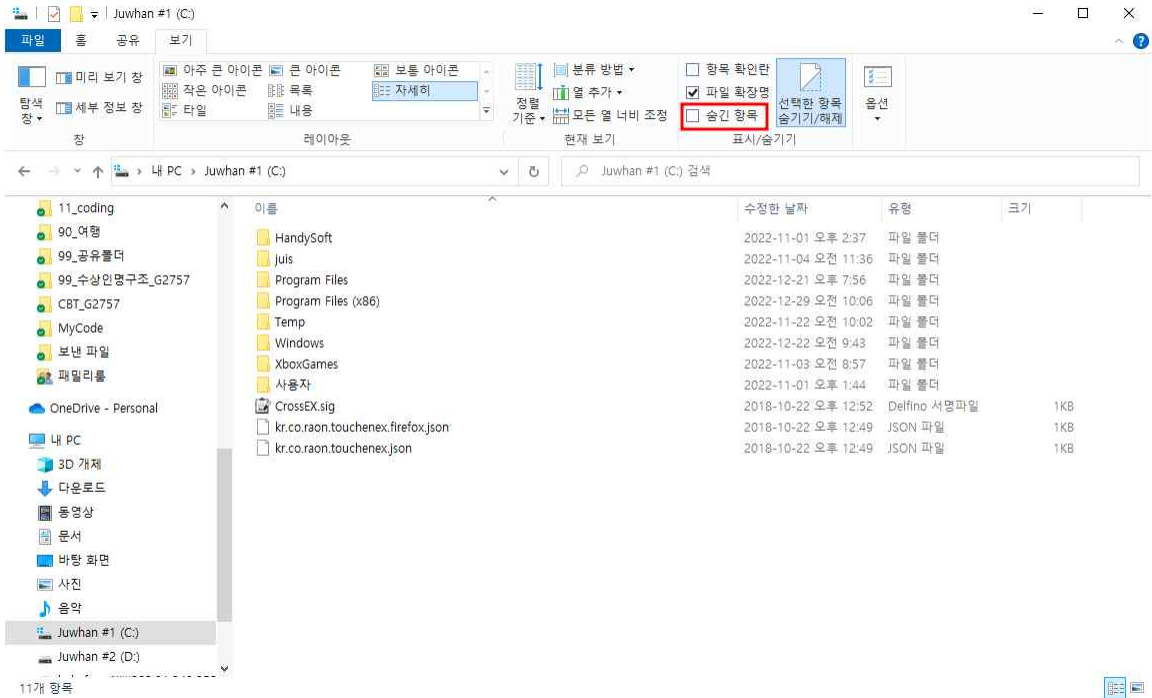 Juwhan #1 (C:)
파일 홈 공유 보기
탐색 창
미리 보기 창
세부 정보 창
창
아주 큰 아이콘 큰 아이콘 보통 아이콘
작은 아이콘 목록 자세히
타일 내용
레이아웃
정렬 기준
분류 방법
열 추가
모든 열 너비 조정
현재 보기
항목 확인란
파일 확장명
숨긴 항목
선택한 항목
숨기기/해제
표시/숨기기
옵션
내 PC > Juwhan #1 (C:)
Juwhan #1 (C:) 검색
11_coding
90_여행
99_공유폴더
99_수상인명구조_G2757
CBT_G2757
MyCode
보낸 파일
패밀리룸
OneDrive - Personal
내 PC
3D 개체
다운로드
동영상
문서
바탕 화면
사진
음악
Juwhan #1 (C:)
Juwhan #2 (D:)
이름 수정한 날짜 유형 크기
HandySoft 2022-11-01 오후 2:37 파일 폴더
juis 2022-11-04 오전 11:36 파일 폴더
Program Files 2022-12-21 오후 7:56 파일 폴더
Program Files (x86) 2022-12-29 오전 10:06 파일 폴더
Temp 2022-11-22 오전 10:02 파일 폴더
Windows 2022-12-22 오전 9:43 파일 폴더
XboxGames 2022-11-03 오전 8:57 파일 폴더
사용자 2022-11-01 오후 1:44 파일 폴더
CrossEX.sig 2018-10-22 오후 12:52 Delfino 서명파일 1KB
kr.co.raon.touchenex.firefox.json 2018-10-22 오후 12:49 JSON 파일 1KB
kr.co.raon.touchenex.json 2018-10-22 오후 12:49 JSON 파일 1KB
11개 항목